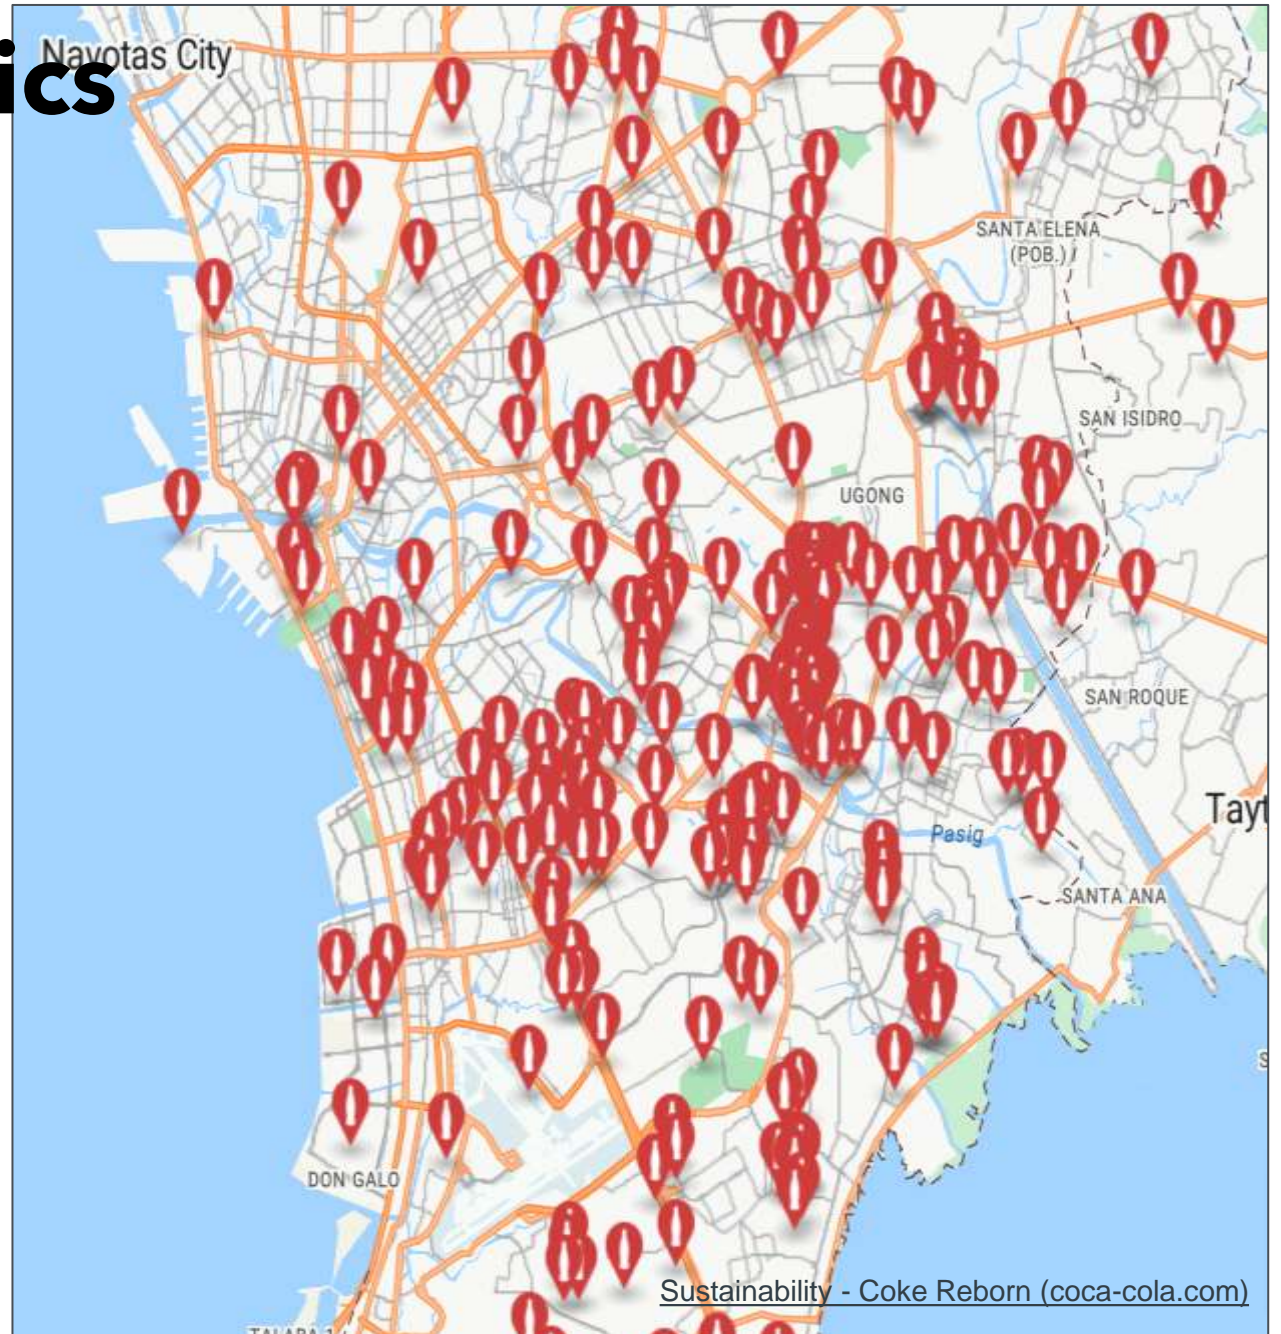 ics
Navotas City
SANTA ELENA
(POB.)
SAN ISIDRO
UGONG
SAN ROQUE
Tayt
Pasig
SANTA ANA
DON GALO
Sustainability - Coke Reborn (coca-cola.com)